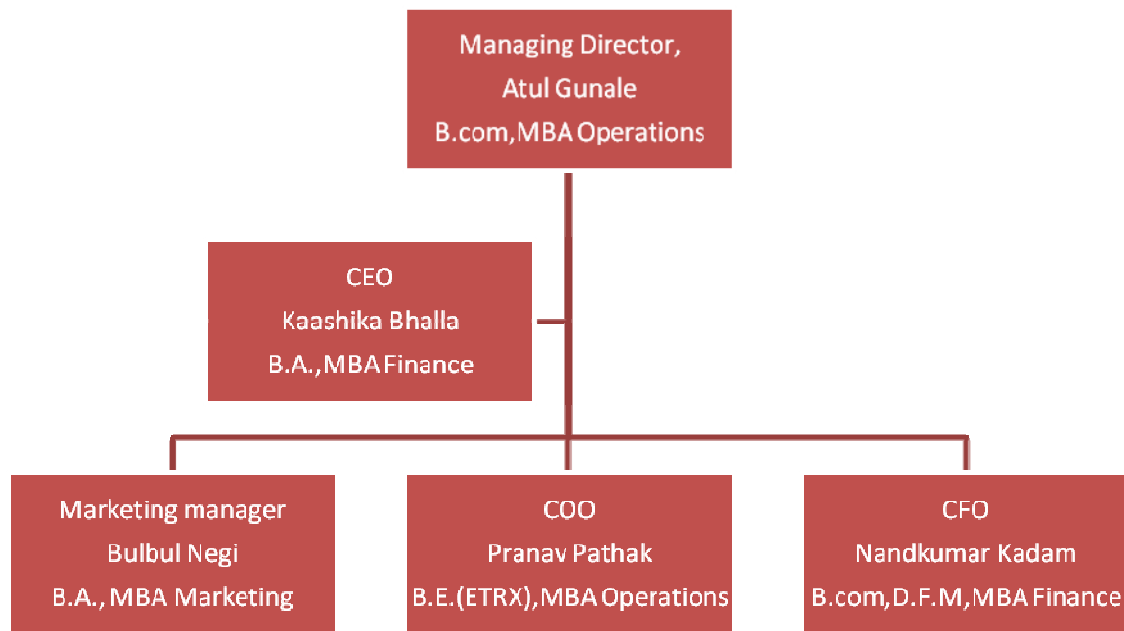 Managing Director,
Atul Gunale
B.com,MBA Operations
CEO
Kaashika Bhalla
B.A.,MBA Finance
Marketing manager
Bulbul Negi
B.A., MBA Marketing
COO
Pranav Pathak
B.E.(ETRX),MBA Operations
CFO
Nandkumar Kadam
B.com,D.F.M,MBA Finance